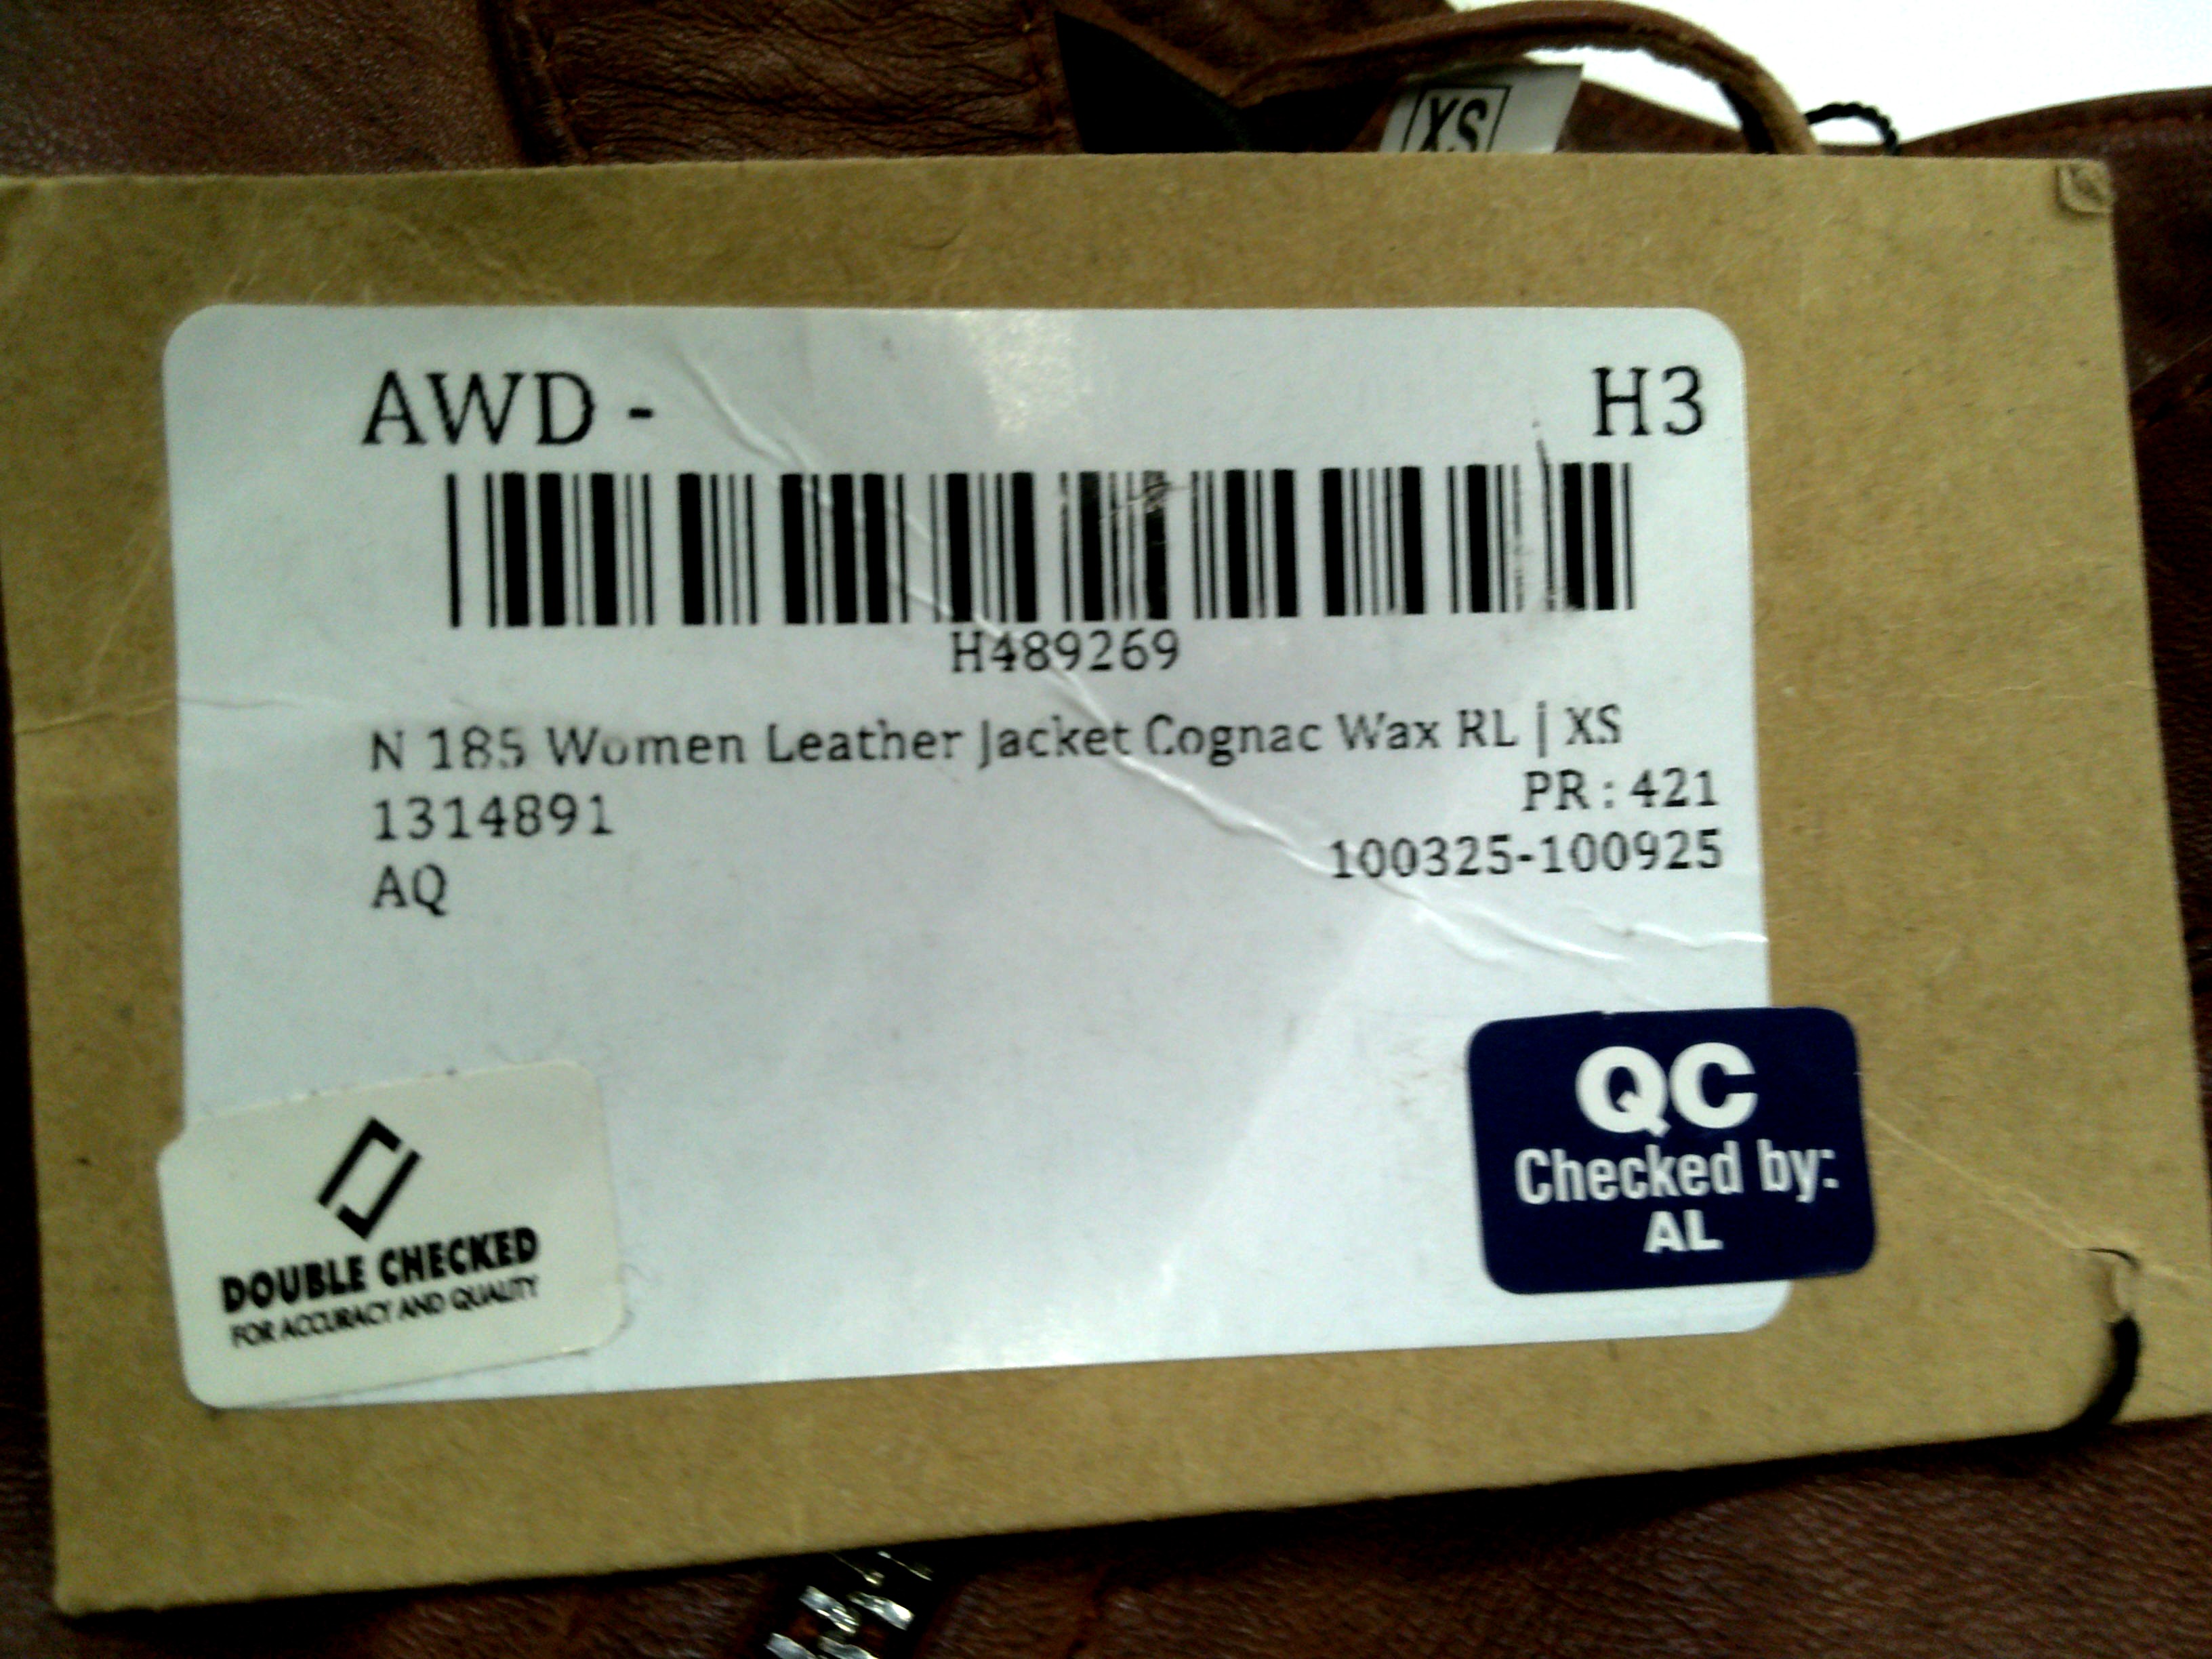 XS
AWD - H3
H489269
N 185 Women Leather Jacket Cognac Wax RL | XS
1314891 PR : 421
AQ 100325-100925
QC
Checked by:
AL
DOUBLE CHECKED
FOR ACCURACY AND QUALITY